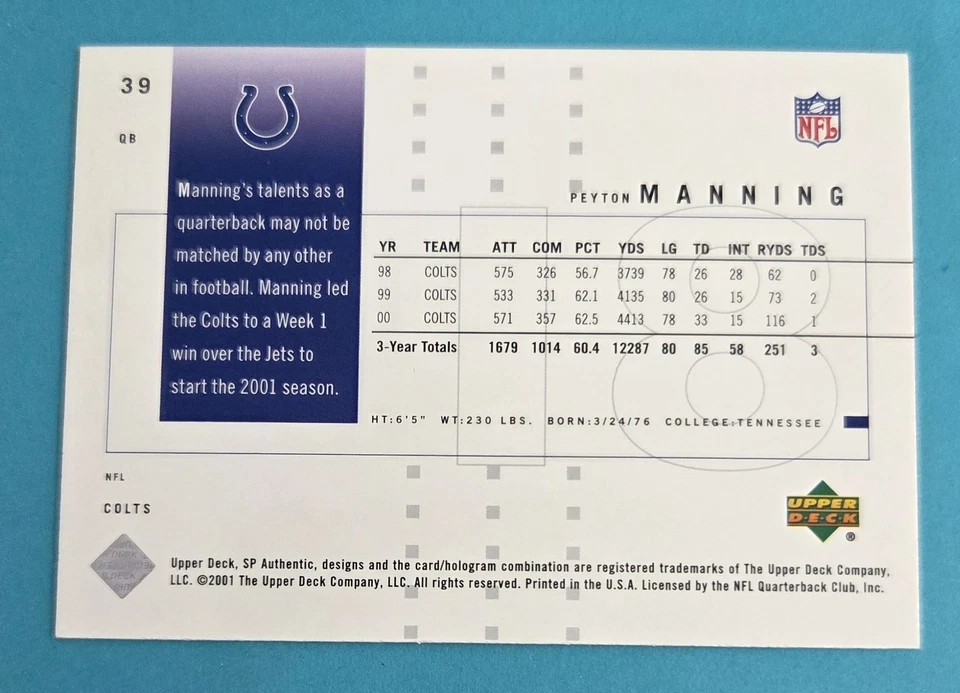 39
QB
NFL
PEYTON MANNING
Manning's talents as a
quarterback may not be
matched by any other
in football. Manning led
the Colts to a Week 1
win over the Jets to
start the 2001 season.
YR TEAM ATT COM PCT YDS LG TD INT RYDS TDS
98 COLTS 575 326 56.7 3739 78 26 28 62 0
99 COLTS 533 331 62.1 4135 80 26 15 73 2
00 COLTS 571 357 62.5 4413 78 33 15 116 1
3-Year Totals 1679 1014 60.4 12287 80 85 58 251 3
18
HT:6'5" WT:230 LBS. BORN:3/24/76 COLLEGE:TENNESSEE
NFL
COLTS
UPPER
DECK
®
Upper Deck, SP Authentic, designs and the card/hologram combination are registered trademarks of The Upper Deck Company,
LLC. ©2001 The Upper Deck Company, LLC. All rights reserved. Printed in the U.S.A. Licensed by the NFL Quarterback Club, Inc.